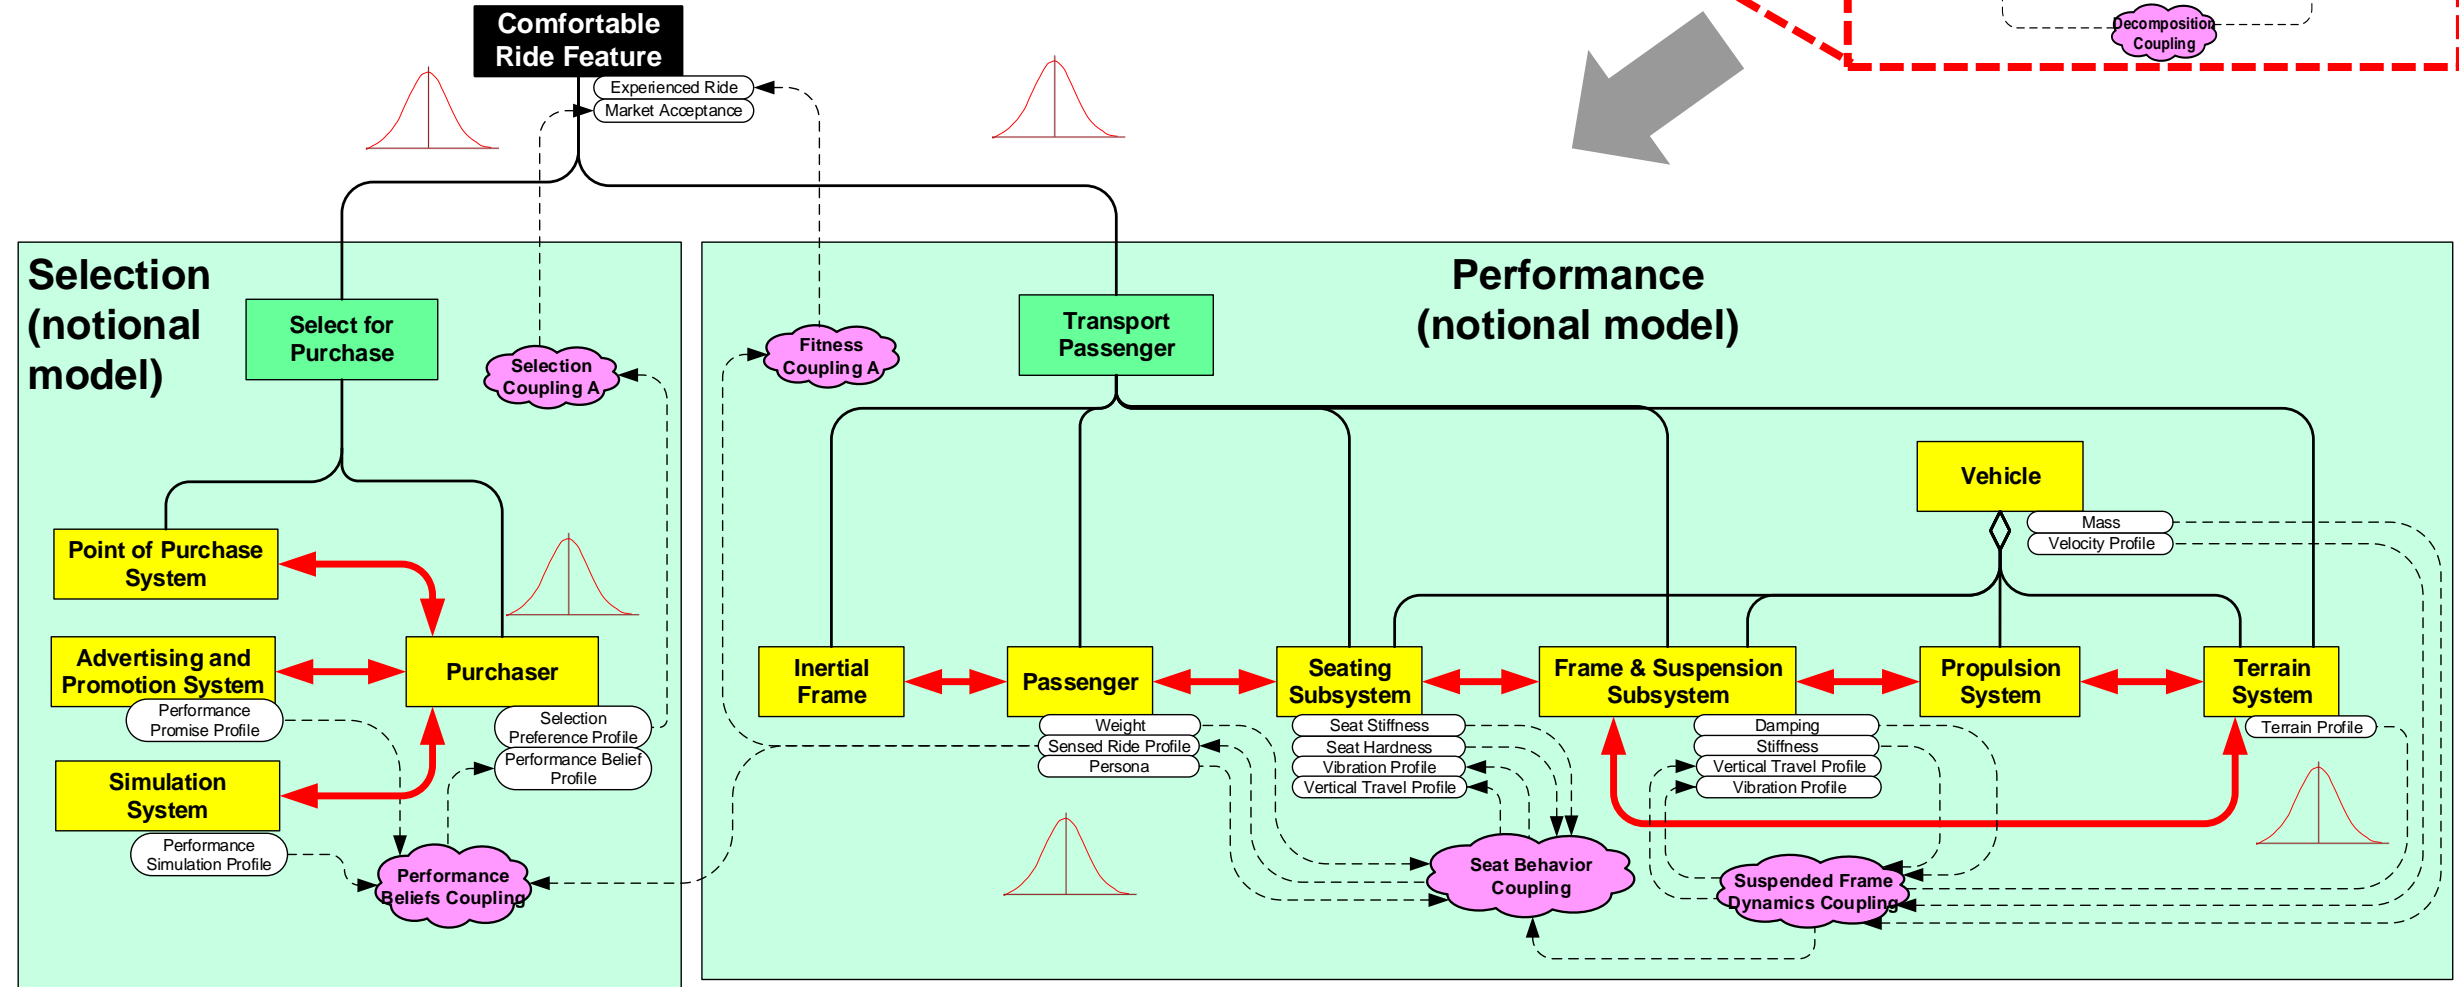 Comfortable
Ride Feature
Experienced Ride
Market Acceptance
Decomposition
Coupling
Selection
(notional
model)
Select for
Purchase
Selection
Coupling A
Point of Purchase
System
Advertising and
Promotion System
Performance
Promise Profile
Purchaser
Selection
Preference Profile
Performance Belief
Profile
Simulation
System
Performance
Simulation Profile
Performance
Beliefs Coupling
Performance
(notional model)
Fitness
Coupling A
Transport
Passenger
Vehicle
Mass
Velocity Profile
Inertial
Frame
Passenger
Weight
Sensed Ride Profile
Persona
Seating
Subsystem
Seat Stiffness
Seat Hardness
Vibration Profile
Vertical Travel Profile
Frame & Suspension
Subsystem
Damping
Stiffness
Vertical Travel Profile
Vibration Profile
Propulsion
System
Terrain
System
Terrain Profile
Seat Behavior
Coupling
Suspended Frame
Dynamics Coupling